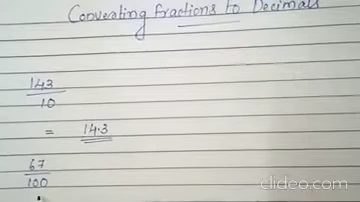 Converting fractions to Decimals
143
10
= 14.3
67
100
clideo.com